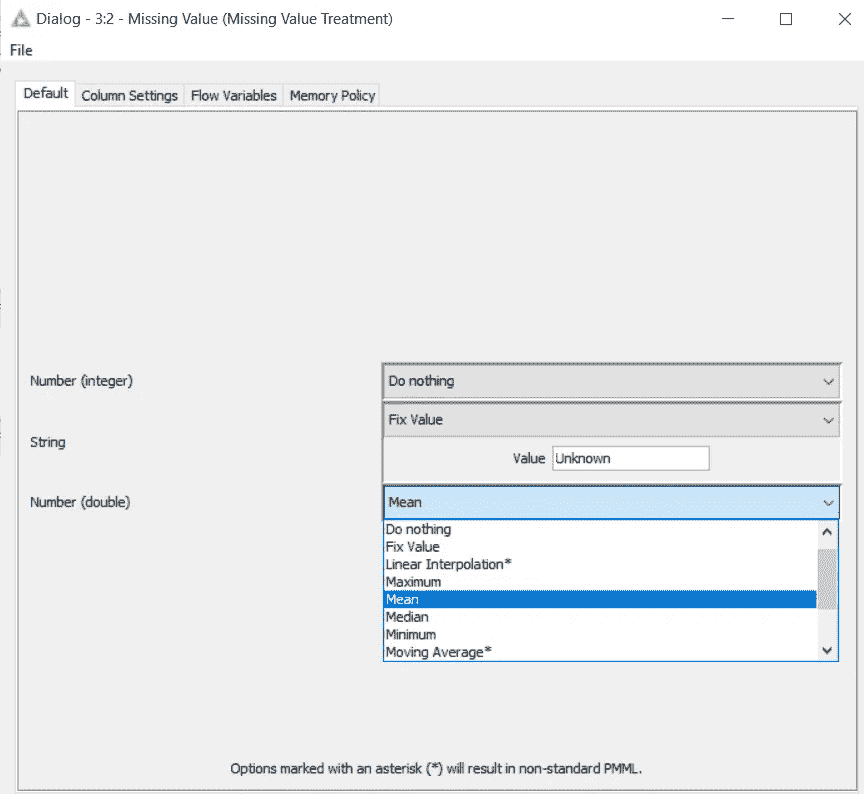 Dialog - 3:2 - Missing Value (Missing Value Treatment)
File
Default Column Settings Flow Variables Memory Policy
Number (integer) Do nothing
Fix Value
String
Value Unknown
Number (double) Mean
Do nothing
Fix Value
Linear Interpolation*
Maximum
Mean
Median
Minimum
Moving Average*
Options marked with an asterisk (*) will result in non-standard PMML.